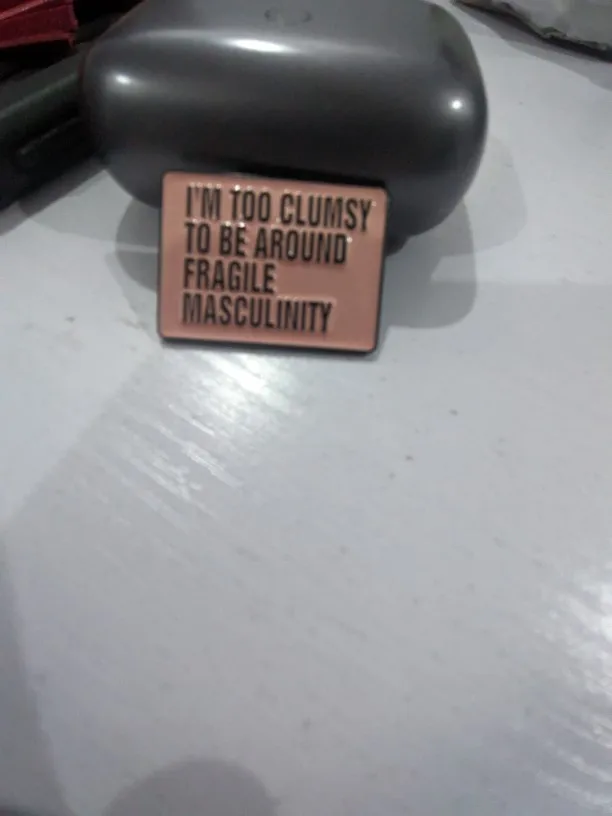 I'M TOO CLUMSY
TO BE AROUND
FRAGILE
MASCULINITY